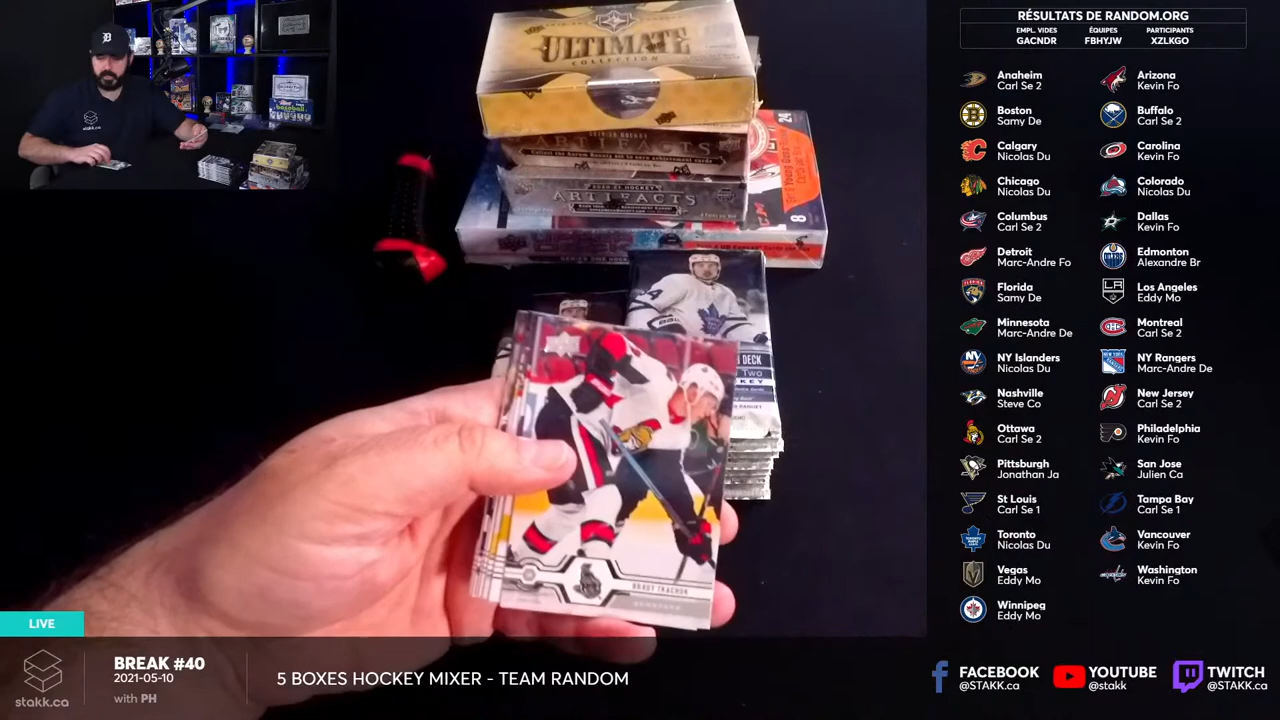 ULTIMATE
COLLECTION
ARTIFACTS
2020-21 HOCKEY
ARTIFACTS
24
8
DECK
BRADY TKACHUK
RÉSULTATS DE RANDOM.ORG
EMPL. VIDES ÉQUIPES PARTICIPANTS
GACNDR FBHYJW XZLKGO
Anaheim
Carl Se 2
Arizona
Kevin Fo
Boston
Samy De
Buffalo
Carl Se 2
Calgary
Nicolas Du
Carolina
Kevin Fo
Chicago
Nicolas Du
Colorado
Nicolas Du
Columbus
Carl Se 2
Dallas
Kevin Fo
Detroit
Marc-Andre Fo
Edmonton
Alexandre Br
Florida
Samy De
Los Angeles
Eddy Mo
Minnesota
Marc-Andre De
Montreal
Carl Se 2
NY Islanders
Nicolas Du
NY Rangers
Marc-Andre De
Nashville
Steve Co
New Jersey
Carl Se 2
Ottawa
Carl Se 2
Philadelphia
Kevin Fo
Pittsburgh
Jonathan Ja
San Jose
Julien Ca
St Louis
Carl Se 1
Tampa Bay
Carl Se 1
Toronto
Nicolas Du
Vancouver
Kevin Fo
Vegas
Eddy Mo
Washington
Kevin Fo
Winnipeg
Eddy Mo
LIVE
stakk.ca
BREAK #40
2021-05-10
with PH
5 BOXES HOCKEY MIXER - TEAM RANDOM
FACEBOOK
@STAKK.ca
YOUTUBE
@stakk
TWITCH
@STAKK.ca